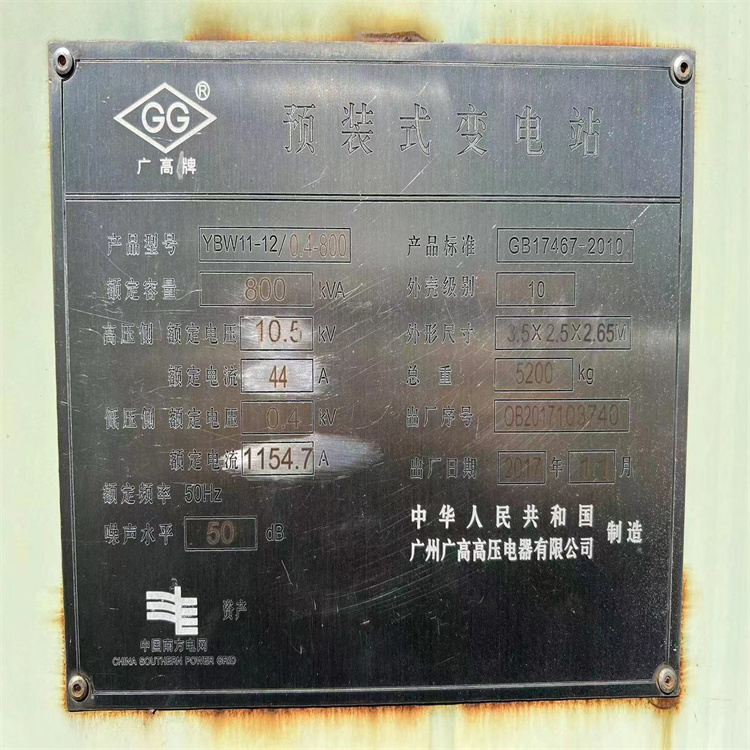 GG®
广高牌
预装式变电站
产品型号 YBW11-12/0.4-800
额定容量 800 kVA
高压侧 额定电压 10.5 kV
额定电流 44 A
低压侧 额定电压 0.4 kV
额定电流 1154.7 A
额定频率 50Hz
噪声水平 50 dB
产品标准 GB17467-2010
外壳级别 10
外形尺寸 3.5X2.5X2.65M
总重 5200 kg
出厂序号 OB2017103740
出厂日期 2017 年 11 月
中华人民共和国
广州广高高压电器有限公司 制造
资产
中国南方电网
CHINA SOUTHERN POWER GRID